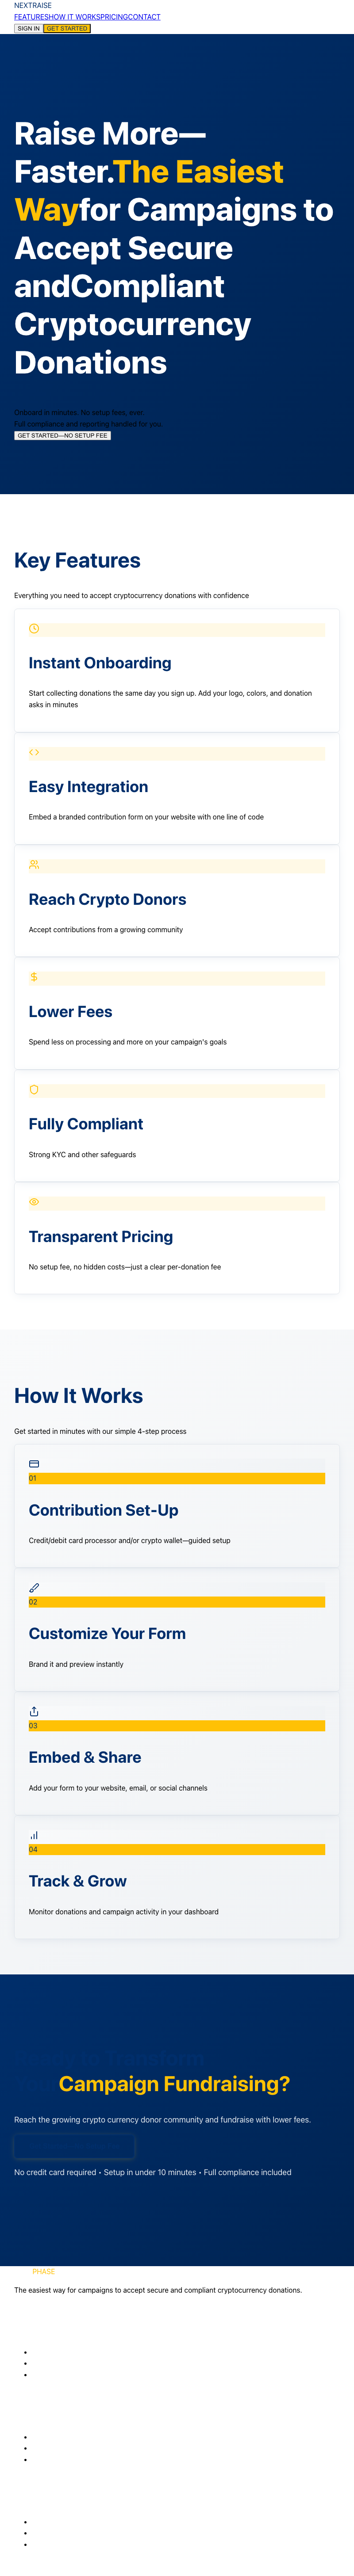 NEXTRAISE
FEATURESHOW IT WORKSPRICINGCONTACT
SIGN IN GET STARTED
Raise More—
Faster.The Easiest
Wayfor Campaigns to
Accept Secure
andCompliant
Cryptocurrency
Donations
Onboard in minutes. No setup fees, ever.
Full compliance and reporting handled for you
GET STARTED—NO SETUP FEE
Key Features
Everything you need to accept cryptocurrency donations with confidence
Instant Onboarding
Start collecting donations the same day you sign up. Add your logo, colors, and donation
asks in minutes
Easy Integration
Embed a branded contribution form on your website with one line of code
Reach Crypto Donors
Accept contributions from a growing community
Lower Fees
Spend less on processing and more on your campaign's goals
Fully Compliant
Strong KYC and other safeguards
Transparent Pricing
No setup fee, no hidden costs—just a clear per-donation fee
How It Works
Get started in minutes with our simple 4-step process
01
Contribution Set-Up
Credit/debit card processor and/or crypto wallet—guided setup
02
Customize Your Form
Brand it and preview instantly
03
Embed & Share
Add your form to your website, email, or social channels
04
Track & Grow
Monitor donations and campaign activity in your dashboard
Campaign Fundraising?
Reach the growing crypto currency donor community and fundraise with lower fees.
No credit card required • Setup in under 10 minutes • Full compliance included
PHASE
The easiest way for campaigns to accept secure and compliant cryptocurrency donations.